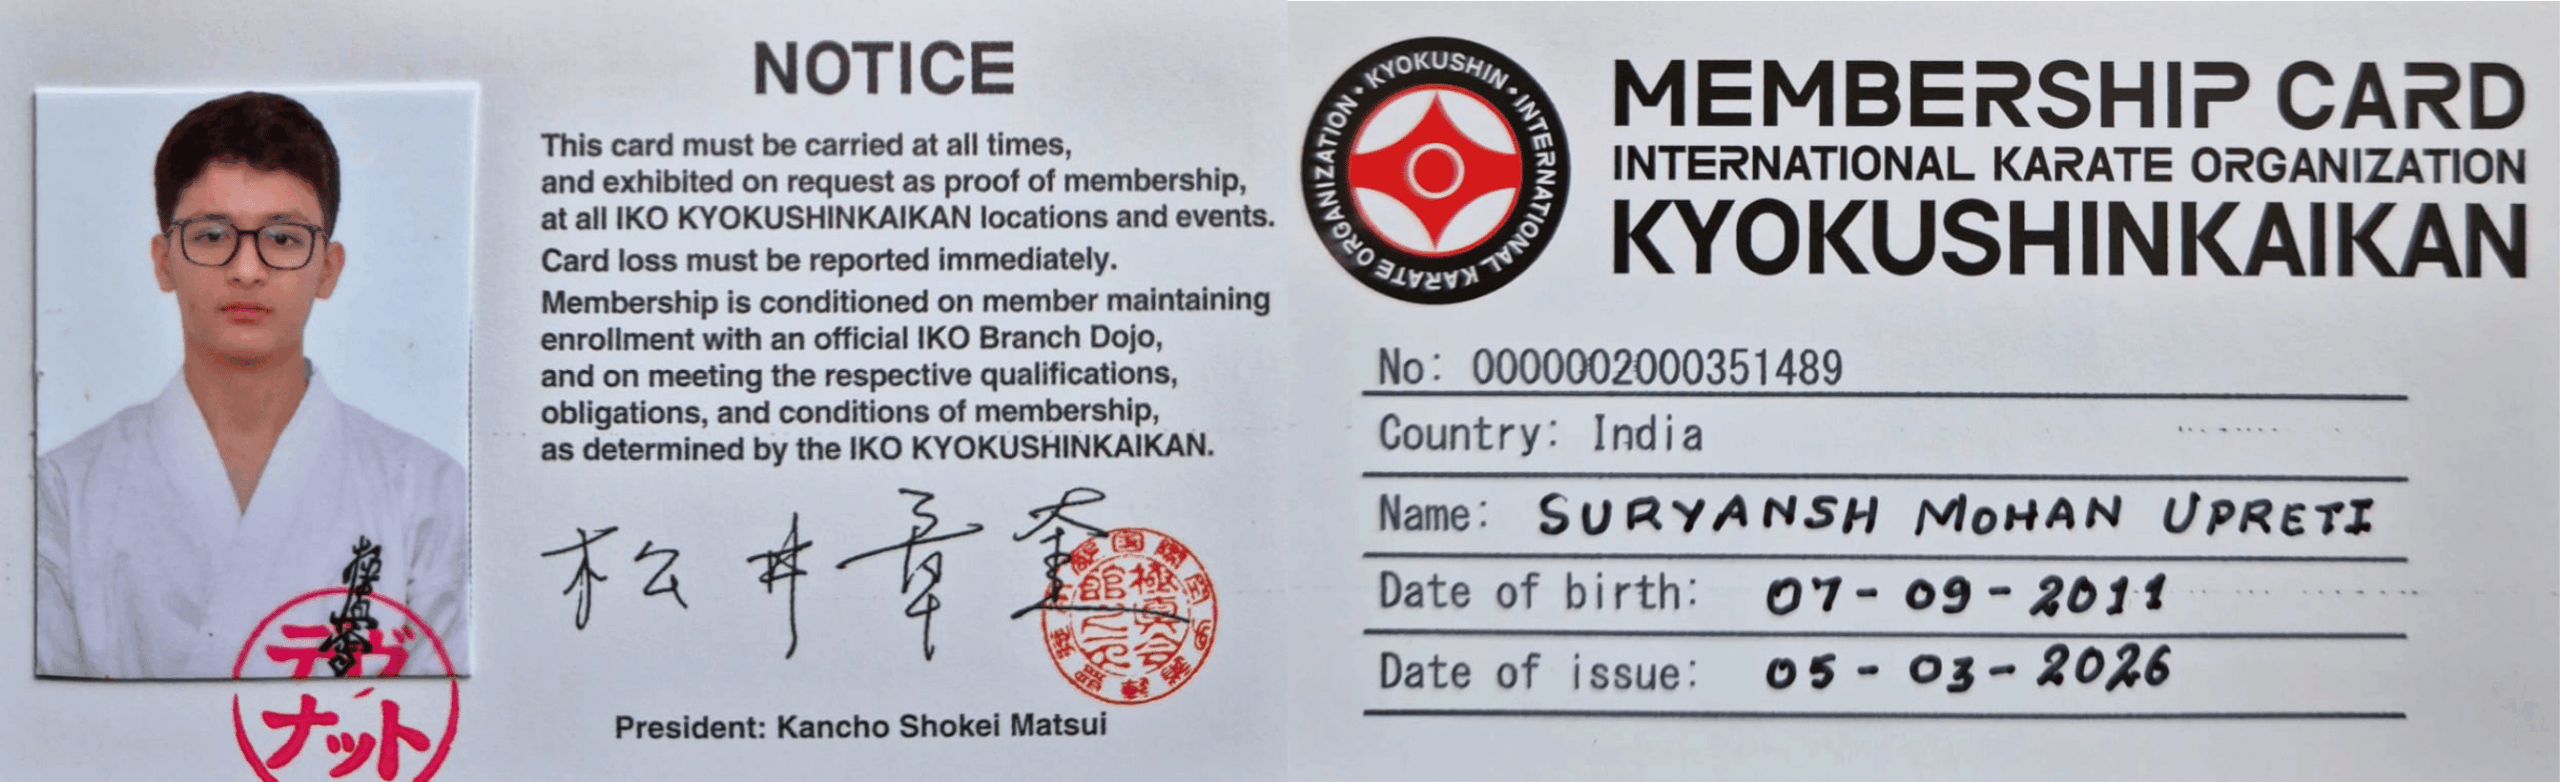 NOTICE
This card must be carried at all times,
and exhibited on request as proof of membership,
at all IKO KYOKUSHINKAIKAN locations and events.
Card loss must be reported immediately.
Membership is conditioned on member maintaining
enrollment with an official IKO Branch Dojo,
and on meeting the respective qualifications,
obligations, and conditions of membership,
as determined by the IKO KYOKUSHINKAIKAN.
松井章奎
President: Kancho Shokei Matsui
デヴ
ナット
KYOKUSHIN • INTERNATIONAL KARATE ORGANIZATION •
MEMBERSHIP CARD
INTERNATIONAL KARATE ORGANIZATION
KYOKUSHINKAIKAN
No: 0000002000351489
Country: India
Name: SURYANSH MOHAN UPRETI
Date of birth: 07-09-2011
Date of issue: 05-03-2026